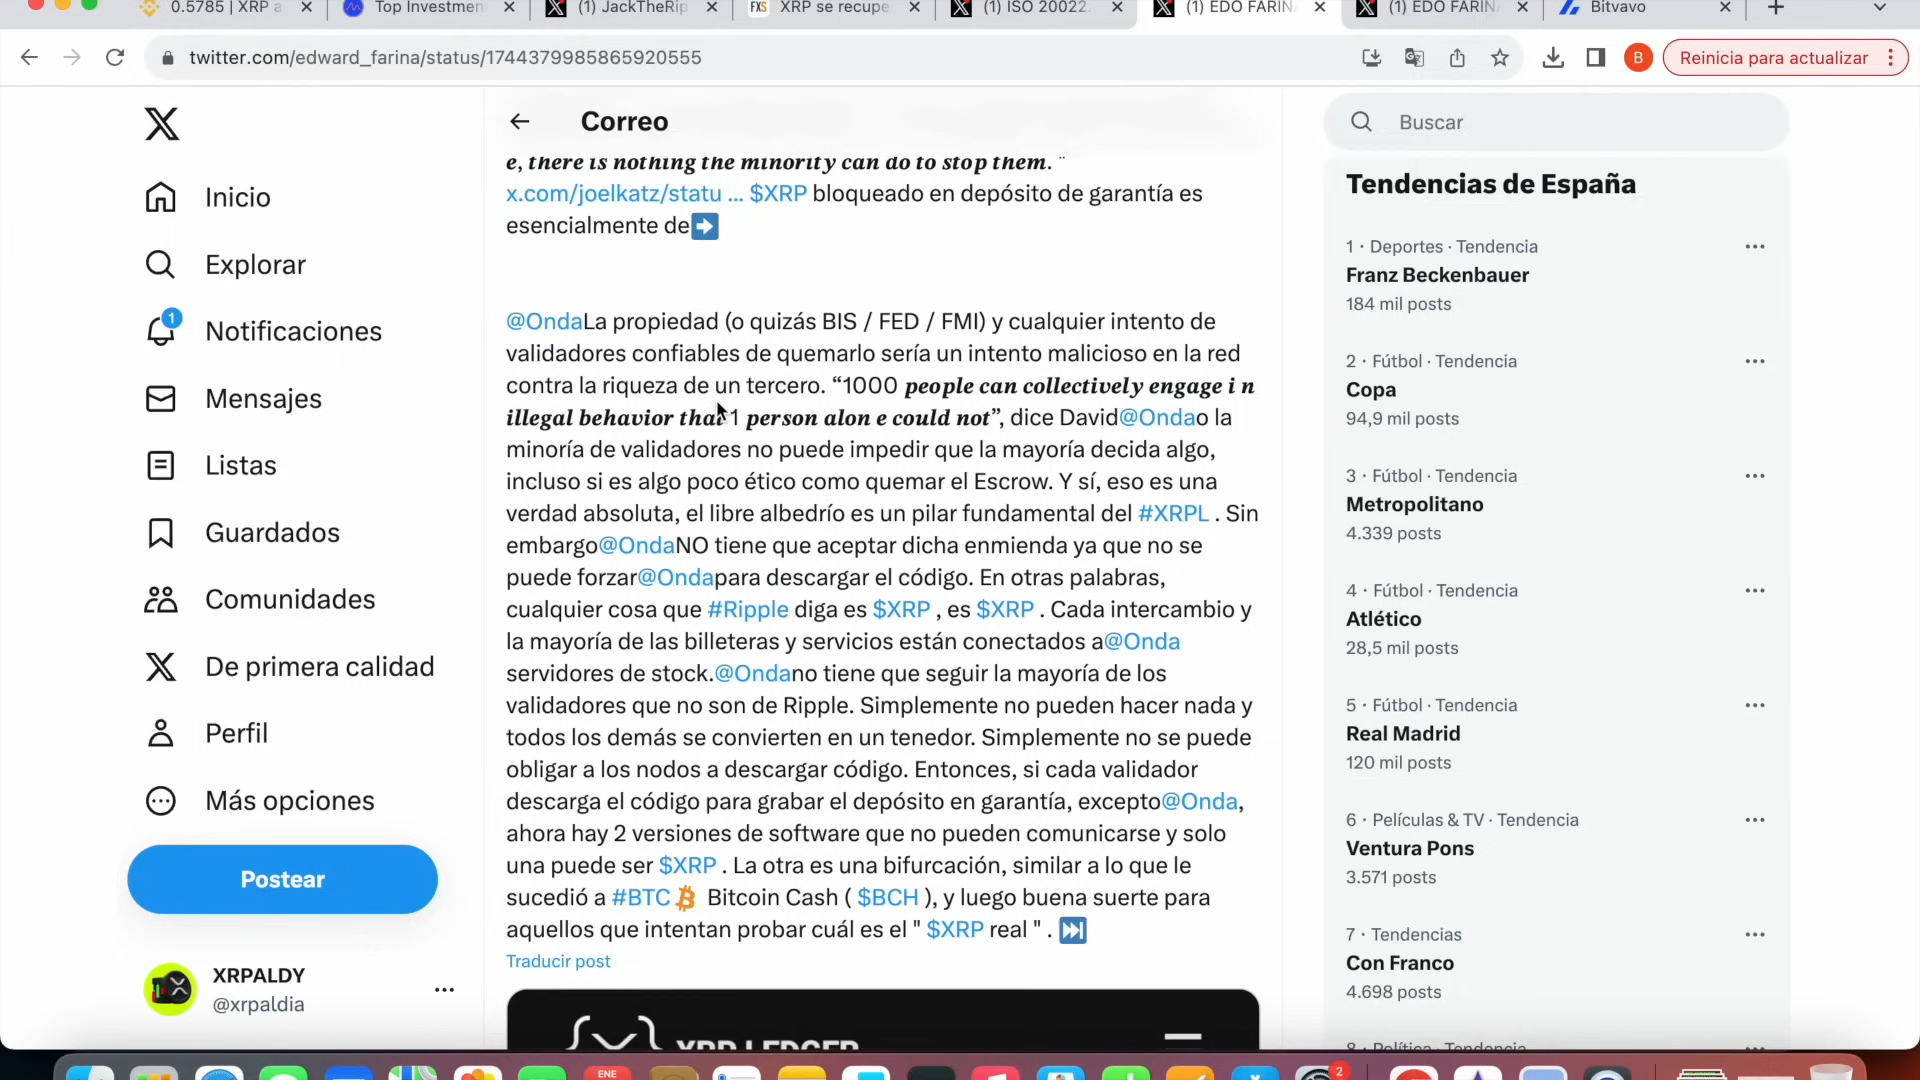 0.5785 | XRP a
Top Investmen
(1) JackTheRip
XRP se recupe
(1) ISO 20022
(1) EDO FARIN
(1) EDO FARIN
Bitvavo
twitter.com/edward_farina/status/1744379985865920555
B
Reinicia para actualizar
Inicio
Explorar
1
Notificaciones
Mensajes
Listas
Guardados
Comunidades
De primera calidad
Perfil
Más opciones
Postear
XRPALDY
@xrpaldia
Correo
e, there is nothing the minority can do to stop them. "
x.com/joelkatz/statu ... $XRP bloqueado en depósito de garantía es
esencialmente de➡️
@OndaLa propiedad (o quizás BIS / FED / FMI) y cualquier intento de
validadores confiables de quemarlo sería un intento malicioso en la red
contra la riqueza de un tercero. “1000 people can collectively engage i n
illegal behavior that 1 person alon e could not”, dice David@Ondao la
minoría de validadores no puede impedir que la mayoría decida algo,
incluso si es algo poco ético como quemar el Escrow. Y sí, eso es una
verdad absoluta, el libre albedrío es un pilar fundamental del #XRPL . Sin
embargo@OndaNO tiene que aceptar dicha enmienda ya que no se
puede forzar@Ondapara descargar el código. En otras palabras,
cualquier cosa que #Ripple diga es $XRP , es $XRP . Cada intercambio y
la mayoría de las billeteras y servicios están conectados a@Onda
servidores de stock.@Ondano tiene que seguir la mayoría de los
validadores que no son de Ripple. Simplemente no pueden hacer nada y
todos los demás se convierten en un tenedor. Simplemente no se puede
obligar a los nodos a descargar código. Entonces, si cada validador
descarga el código para grabar el depósito en garantía, excepto@Onda,
ahora hay 2 versiones de software que no pueden comunicarse y solo
una puede ser $XRP . La otra es una bifurcación, similar a lo que le
sucedió a #BTC Bitcoin Cash ( $BCH ), y luego buena suerte para
aquellos que intentan probar cuál es el " $XRP real " . ⏭️
Traducir post
XRP LEDGER
Buscar
Tendencias de España
1 · Deportes · Tendencia
Franz Beckenbauer
184 mil posts
2 · Fútbol · Tendencia
Copa
94,9 mil posts
3 · Fútbol · Tendencia
Metropolitano
4.339 posts
4 · Fútbol · Tendencia
Atlético
28,5 mil posts
5 · Fútbol · Tendencia
Real Madrid
120 mil posts
6 · Películas & TV · Tendencia
Ventura Pons
3.571 posts
7 · Tendencias
Con Franco
4.698 posts
8 · Política · Tendencia
ENE
2